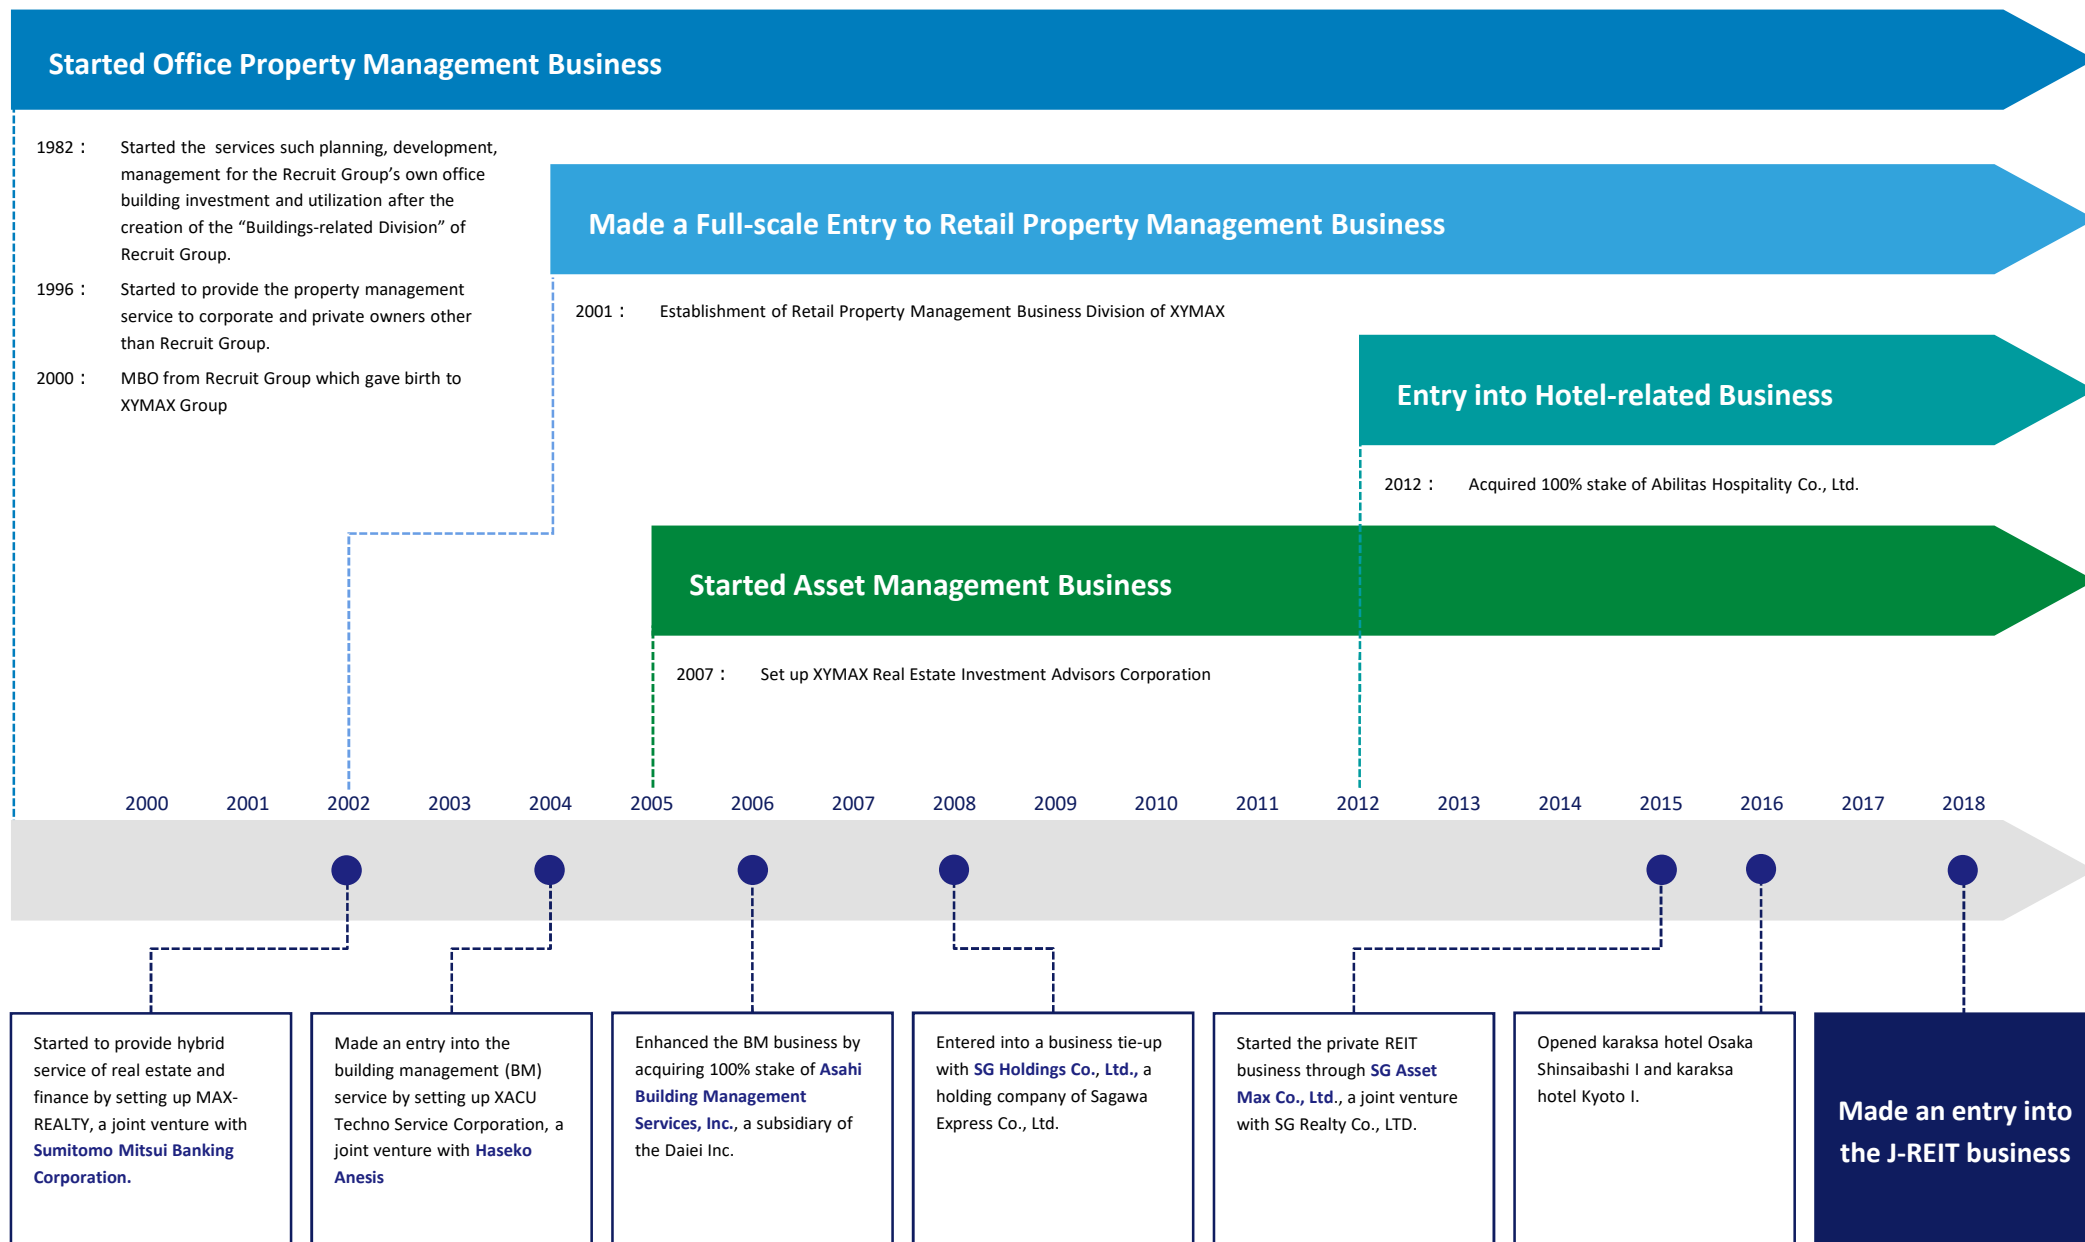 Started Office Property Management Business
1982：
Started the services such planning, development,
management for the Recruit Group’s own office
building investment and utilization after the
creation of the “Buildings-related Division” of
Recruit Group.
1996：
Started to provide the property management
service to corporate and private owners other
than Recruit Group.
2000：
MBO from Recruit Group which gave birth to
XYMAX Group
Made a Full-scale Entry to Retail Property Management Business
2001：
Establishment of Retail Property Management Business Division of XYMAX
Entry into Hotel-related Business
2012：
Acquired 100% stake of Abilitas Hospitality Co., Ltd.
Started Asset Management Business
2007：
Set up XYMAX Real Estate Investment Advisors Corporation
2000 2001 2002 2003 2004 2005 2006 2007 2008 2009 2010 2011 2012 2013 2014 2015 2016 2017 2018
Started to provide hybrid
service of real estate and
finance by setting up MAX-
REALTY, a joint venture with
Sumitomo Mitsui Banking
Corporation.
Made an entry into the
building management (BM)
service by setting up XACU
Techno Service Corporation, a
joint venture with Haseko
Anesis
Enhanced the BM business by
acquiring 100% stake of Asahi
Building Management
Services, Inc., a subsidiary of
the Daiei Inc.
Entered into a business tie-up
with SG Holdings Co., Ltd., a
holding company of Sagawa
Express Co., Ltd.
Started the private REIT
business through SG Asset
Max Co., Ltd., a joint venture
with SG Realty Co., LTD.
Opened karaksa hotel Osaka
Shinsaibashi I and karaksa
hotel Kyoto I.
Made an entry into
the J-REIT business